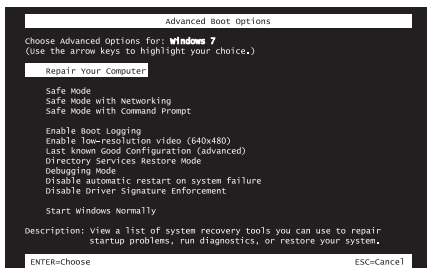 Advanced Boot Options
Choose Advanced Options for: Windows 7
(Use the arrow keys to highlight your choice.)
Repair Your Computer
Safe Mode
Safe Mode with Networking
Safe Mode with Command Prompt
Enable Boot Logging
Enable low-resolution video (640x480)
Last known Good Configuration (advanced)
Directory Services Restore Mode
Debugging Mode
Disable automatic restart on system failure
Disable Driver Signature Enforcement
Start Windows Normally
Description: View a list of system recovery tools you can use to repair
startup problems, run diagnostics, or restore your system.
ENTER=Choose ESC=Cancel